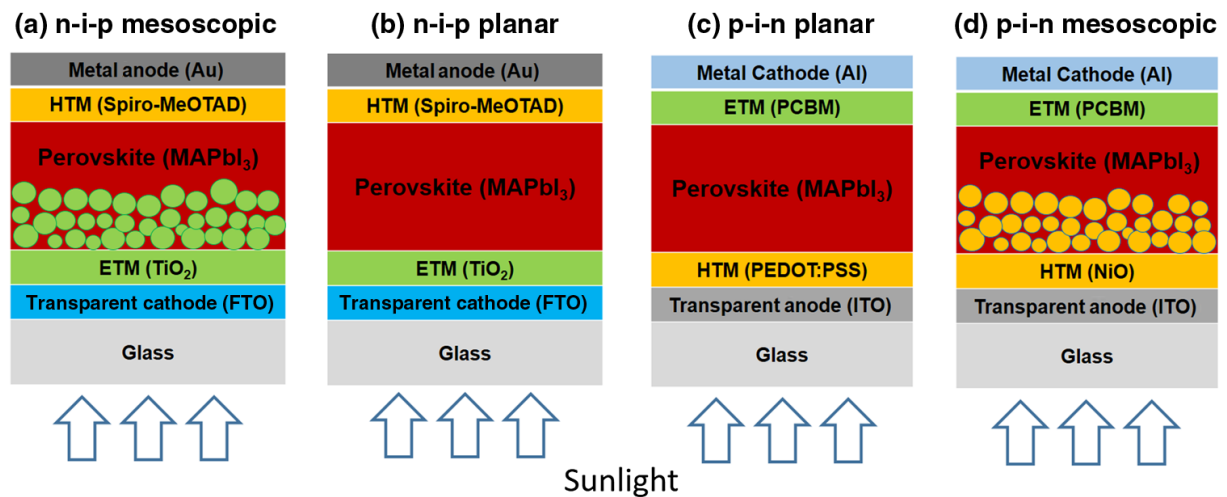 (a) n-i-p mesoscopic
Metal anode (Au)
HTM (Spiro-MeOTAD)
Perovskite (MAPbI₃)
ETM (TiO₂)
Transparent cathode (FTO)
Glass
(b) n-i-p planar
Metal anode (Au)
HTM (Spiro-MeOTAD)
Perovskite (MAPbI₃)
ETM (TiO₂)
Transparent cathode (FTO)
Glass
(c) p-i-n planar
Metal Cathode (Al)
ETM (PCBM)
Perovskite (MAPbI₃)
HTM (PEDOT:PSS)
Transparent anode (ITO)
Glass
(d) p-i-n mesoscopic
Metal Cathode (Al)
ETM (PCBM)
Perovskite (MAPbI₃)
HTM (NiO)
Transparent anode (ITO)
Glass
Sunlight